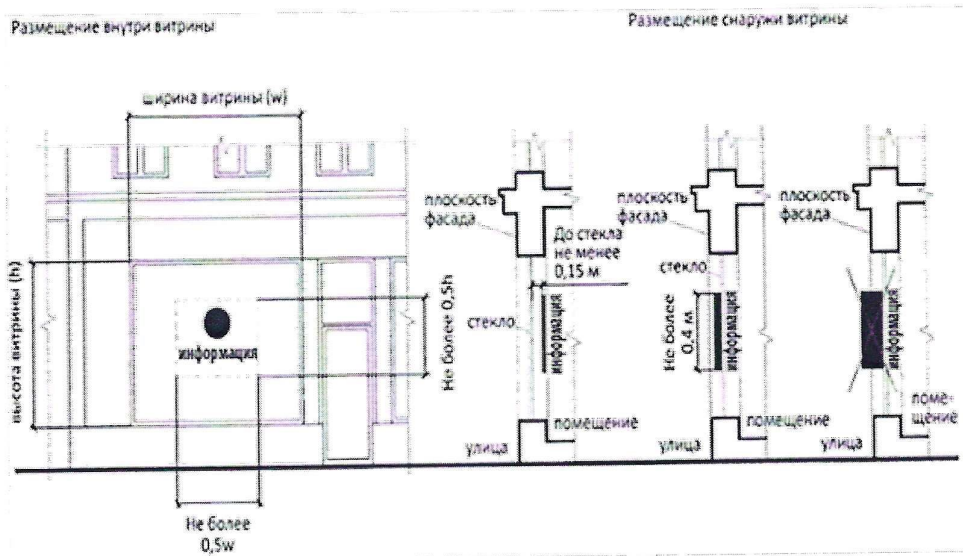 Размещение внутри витрины
Размещение снаружи витрины
ширина витрины (w)
высота витрины (h)
информация
Не более 0,5h
Не более
0,5w
плоскость
фасада
До стекла
не менее
0,15 м
стекло
информация
помещение
улица
плоскость
фасада
стекло
Не более
0,4 м
информация
помещение
улица
плоскость
фасада
информация
поме-
щение
улица